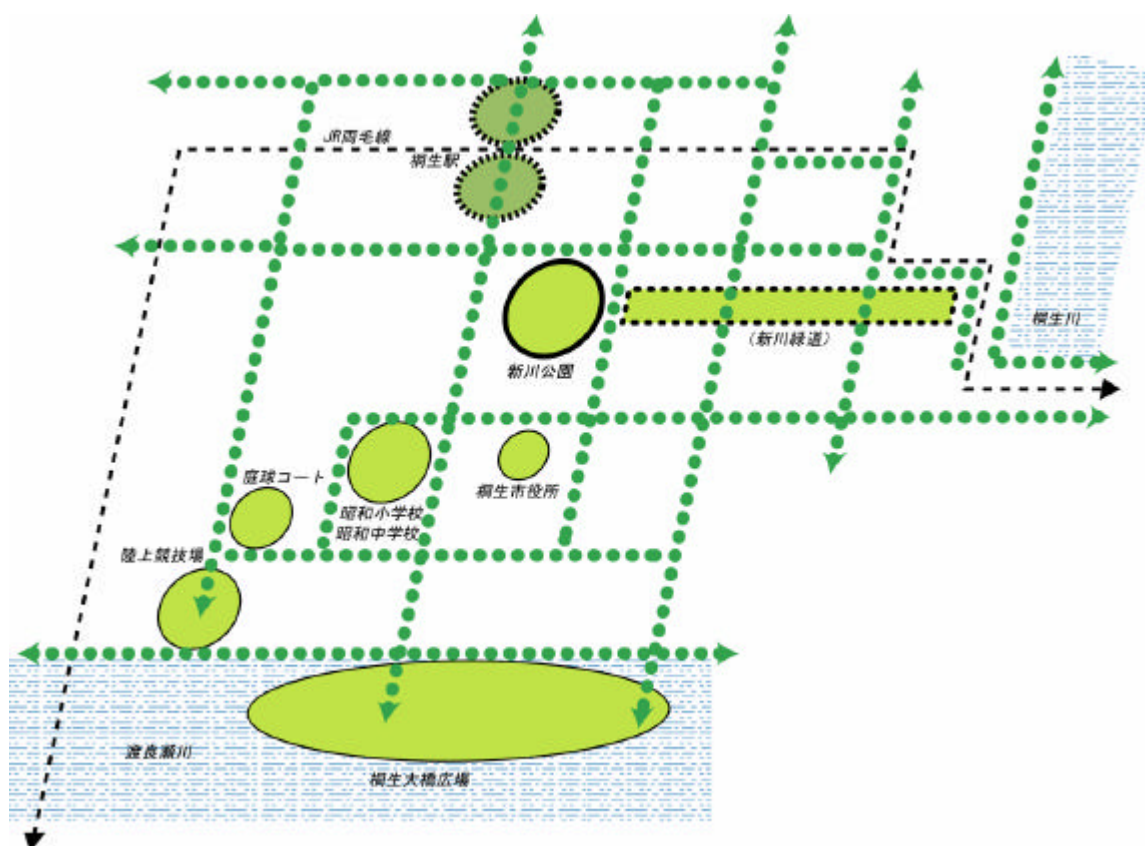 JR両毛線
桐生駅
桐生川
（新川緑道）
新川公園
庭球コート
桐生市役所
昭和小学校
昭和中学校
陸上競技場
渡良瀬川
桐生大橋広場